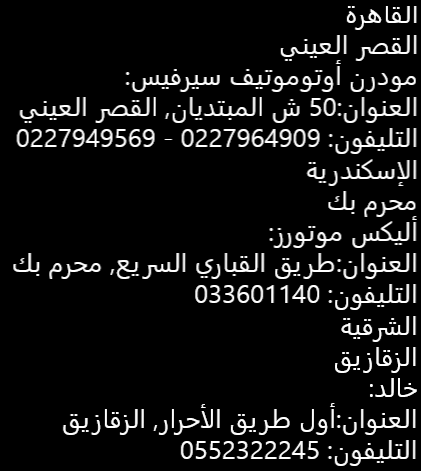 القاهرة
القصر العيني
مودرن أوتوموتيف سيرفيس:
العنوان:50 ش المبتديان, القصر العيني
التليفون: 0227964909 - 0227949569
الإسكندرية
محرم بك
أليكس موتورز:
العنوان:طريق القباري السريع, محرم بك
التليفون: 033601140
الشرقية
الزقازيق
خالد:
العنوان:أول طريق الأحرار, الزقازيق
التليفون: 0552322245